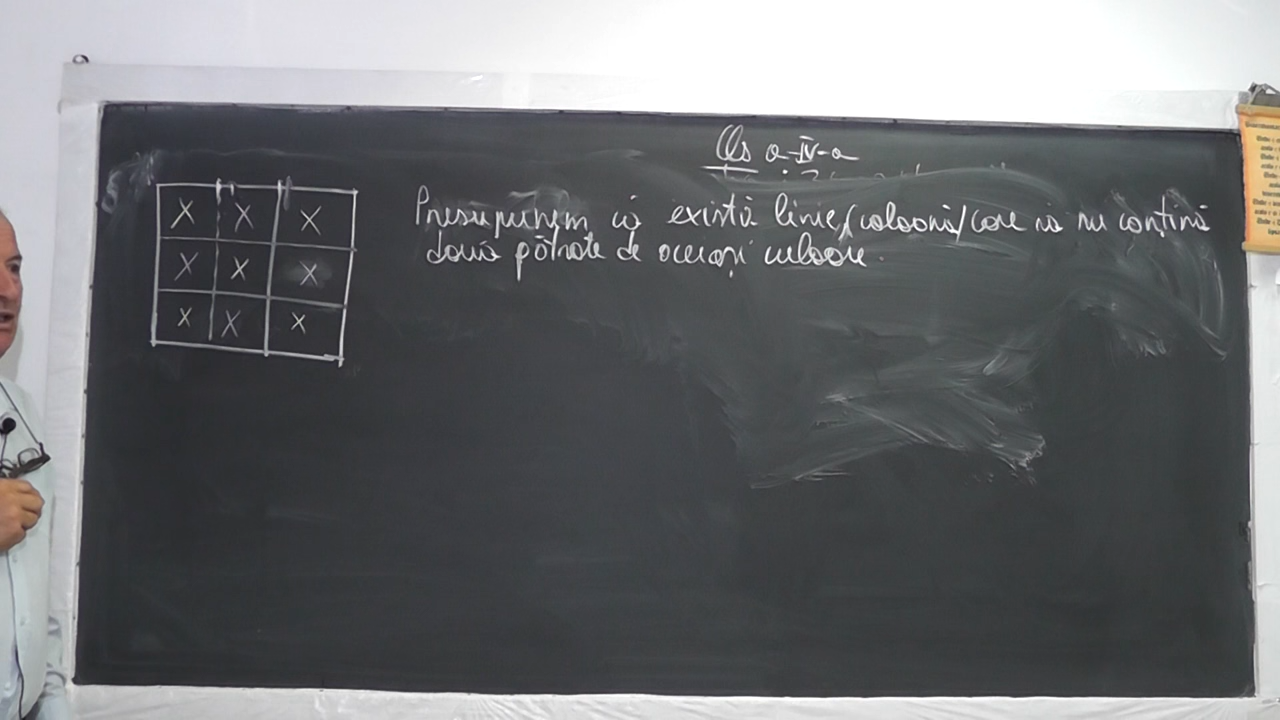 Cls a-IV-a
X X X
X X X
X X X
Presupunem că există linie/coloană/care să nu conțină
două pătrate de aceeași culoare.